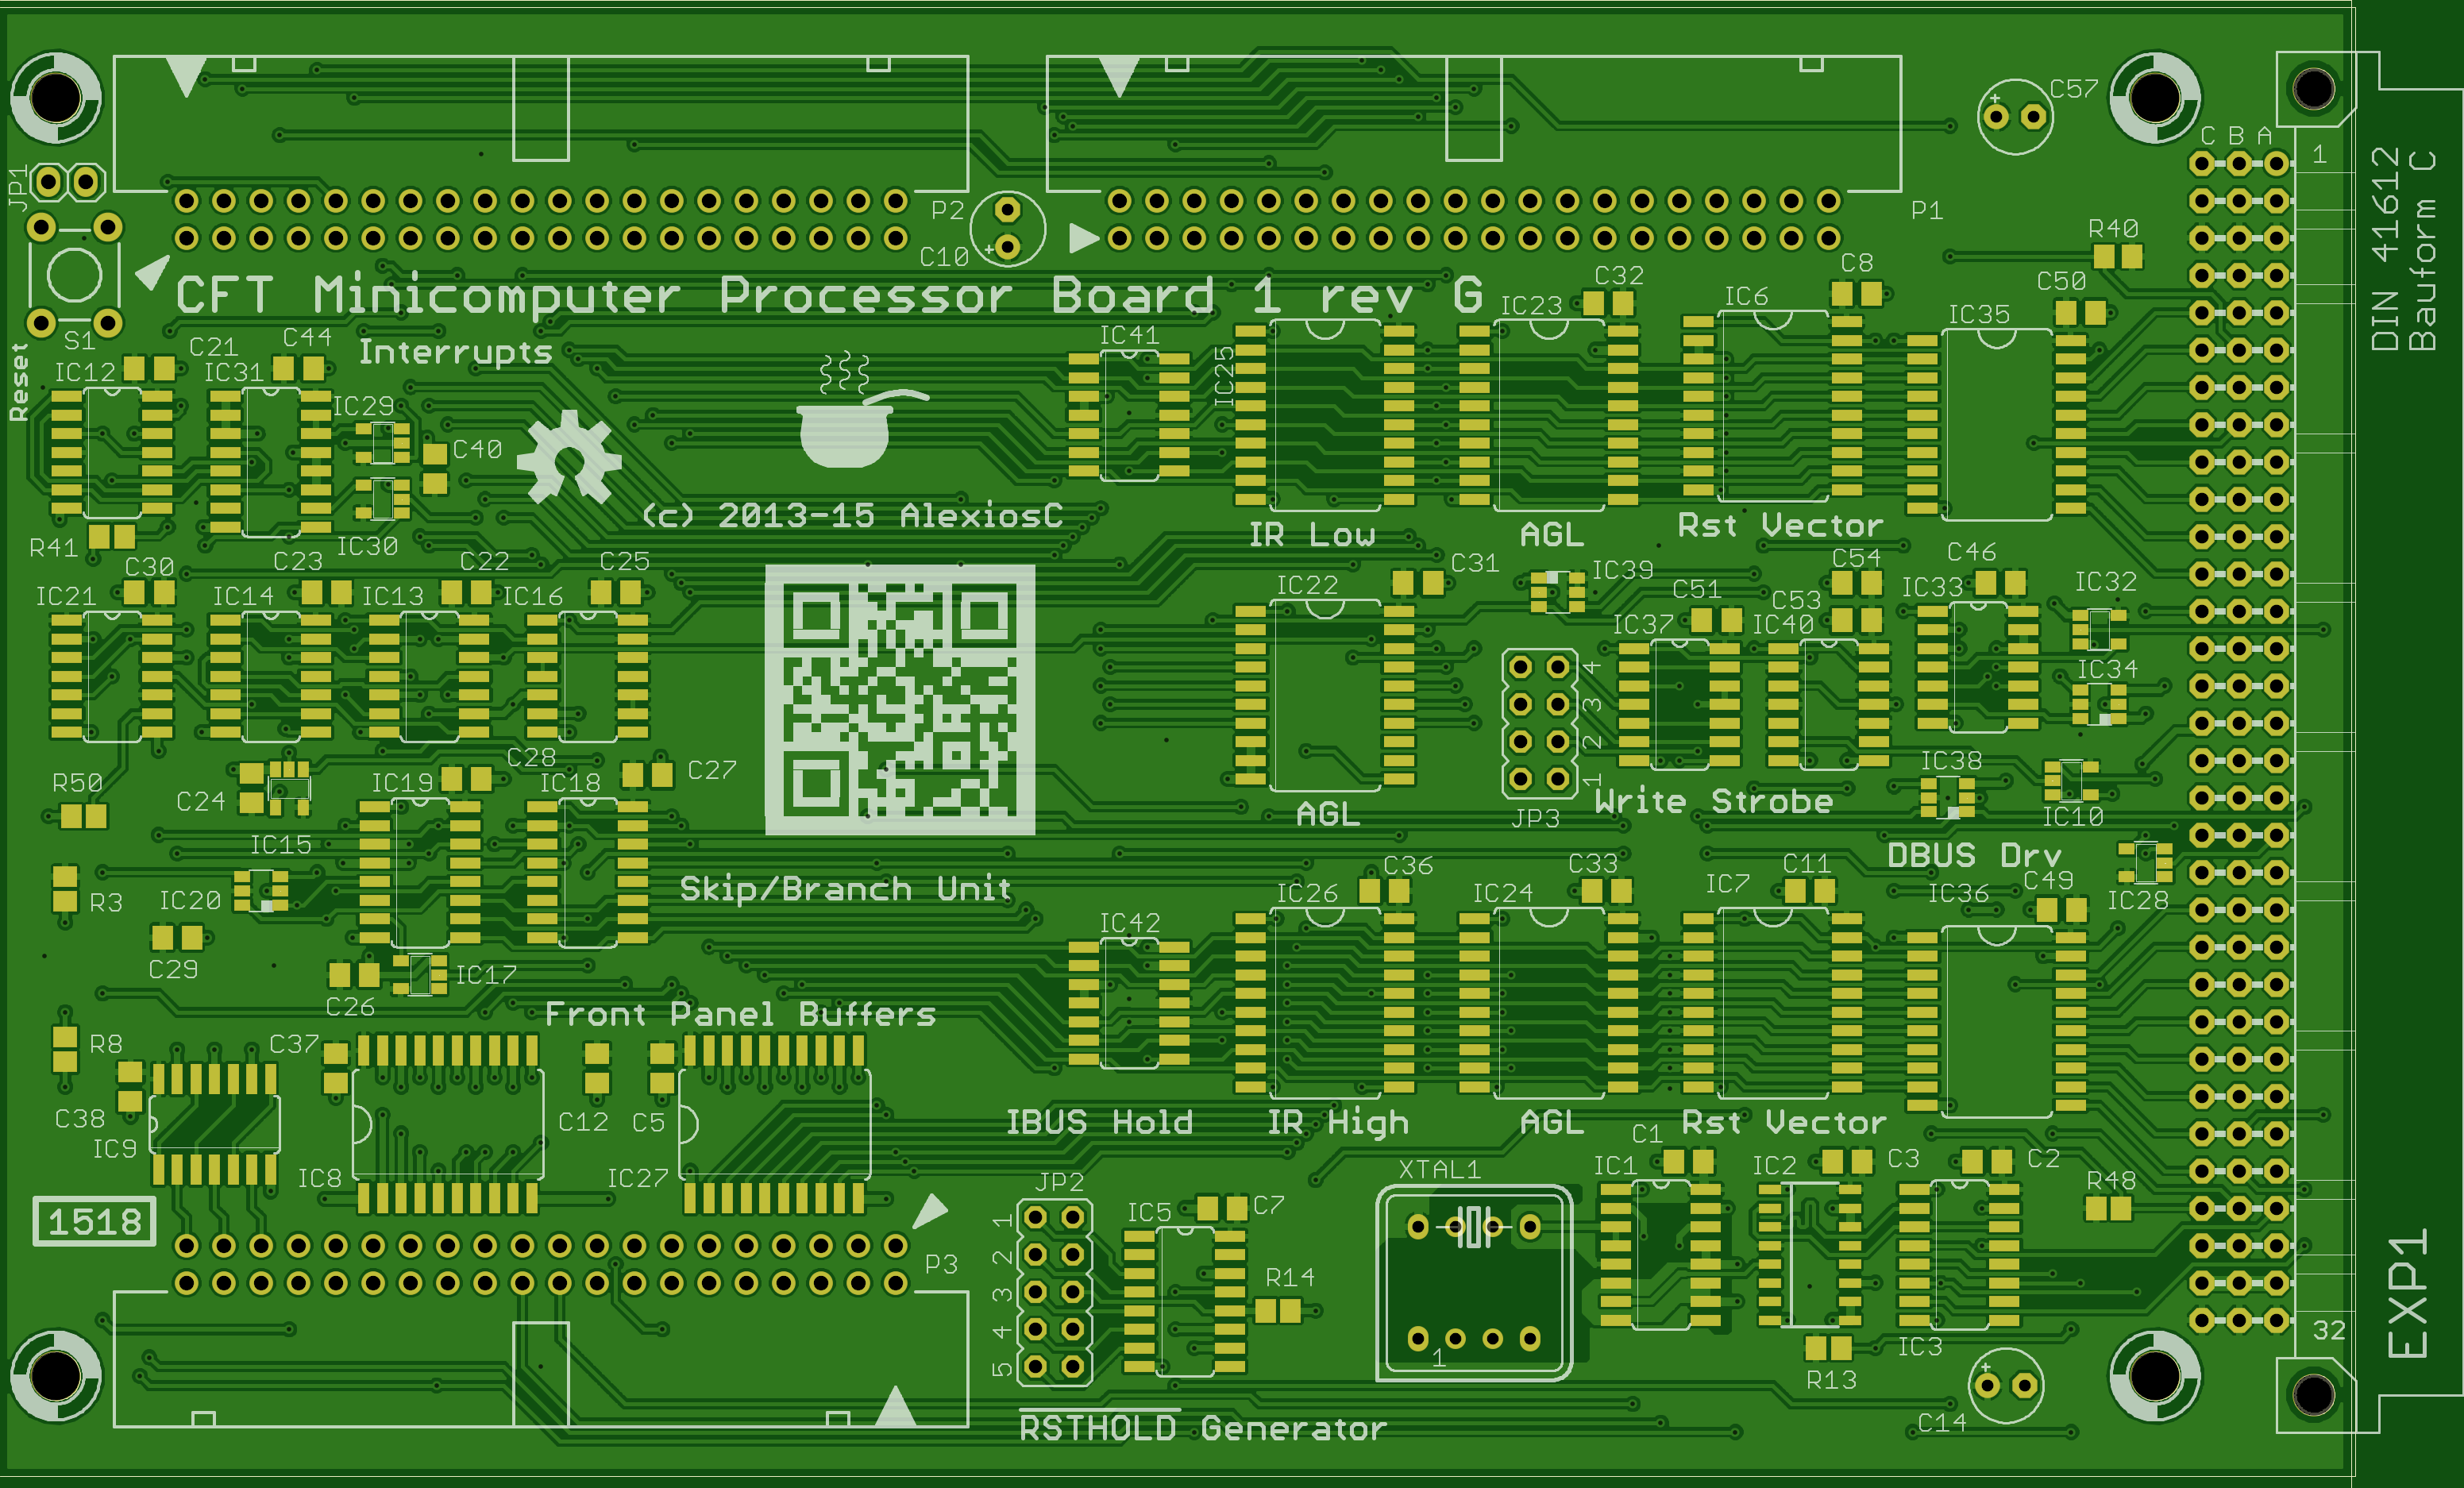 C57
C B A
1
DIN 41612
Bauform C
JP1
P2
P1
C10
R40
CFT Minicomputer Processor Board 1 rev G
C32
C8
IC23
IC6
C50
IC35
S1
Reset
C21
C44
Interrupts
IC41
IC25
IC12
IC31
IC29
C40
(c) 2013-15 AlexiosC
IR Low
AGL
Rst Vector
R41
IC30
C30
C23
C22
C25
C31
IC39
C54
C46
IC21
IC14
IC13
IC16
IC22
C51
C53
IC33
IC32
IC37
IC40
4
3
2
1
IC34
R50
C24
C28
IC19
IC18
C27
IC38
AGL
JP3
Write Strobe
IC10
IC15
DBUS Drv
R3
IC20
Skip/Branch Unit
C36
C33
C11
IC26
IC24
IC7
IC36
C49
IC28
C29
IC42
IC17
C26
Front Panel Buffers
R8
C37
C38
IC9
C12
C5
IBUS Hold
IR High
AGL
Rst Vector
C1
IC8
IC27
JP2
XTAL1
IC1
IC2
C3
C2
R48
1518
1
2
3
4
5
IC5
C7
P3
R14
EXP1
32
1
IC3
R13
C14
RSTHOLD Generator